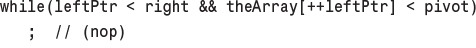 while(leftPtr < right && theArray[++leftPtr] < pivot)
   ;  // (nop)